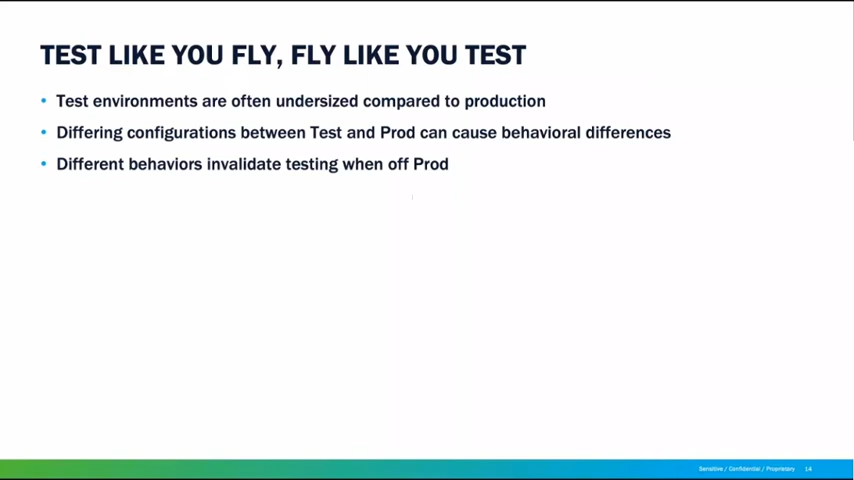 TEST LIKE YOU FLY, FLY LIKE YOU TEST
• Test environments are often undersized compared to production
• Differing configurations between Test and Prod can cause behavioral differences
• Different behaviors invalidate testing when off Prod
Sensitive / Confidential / Proprietary 14